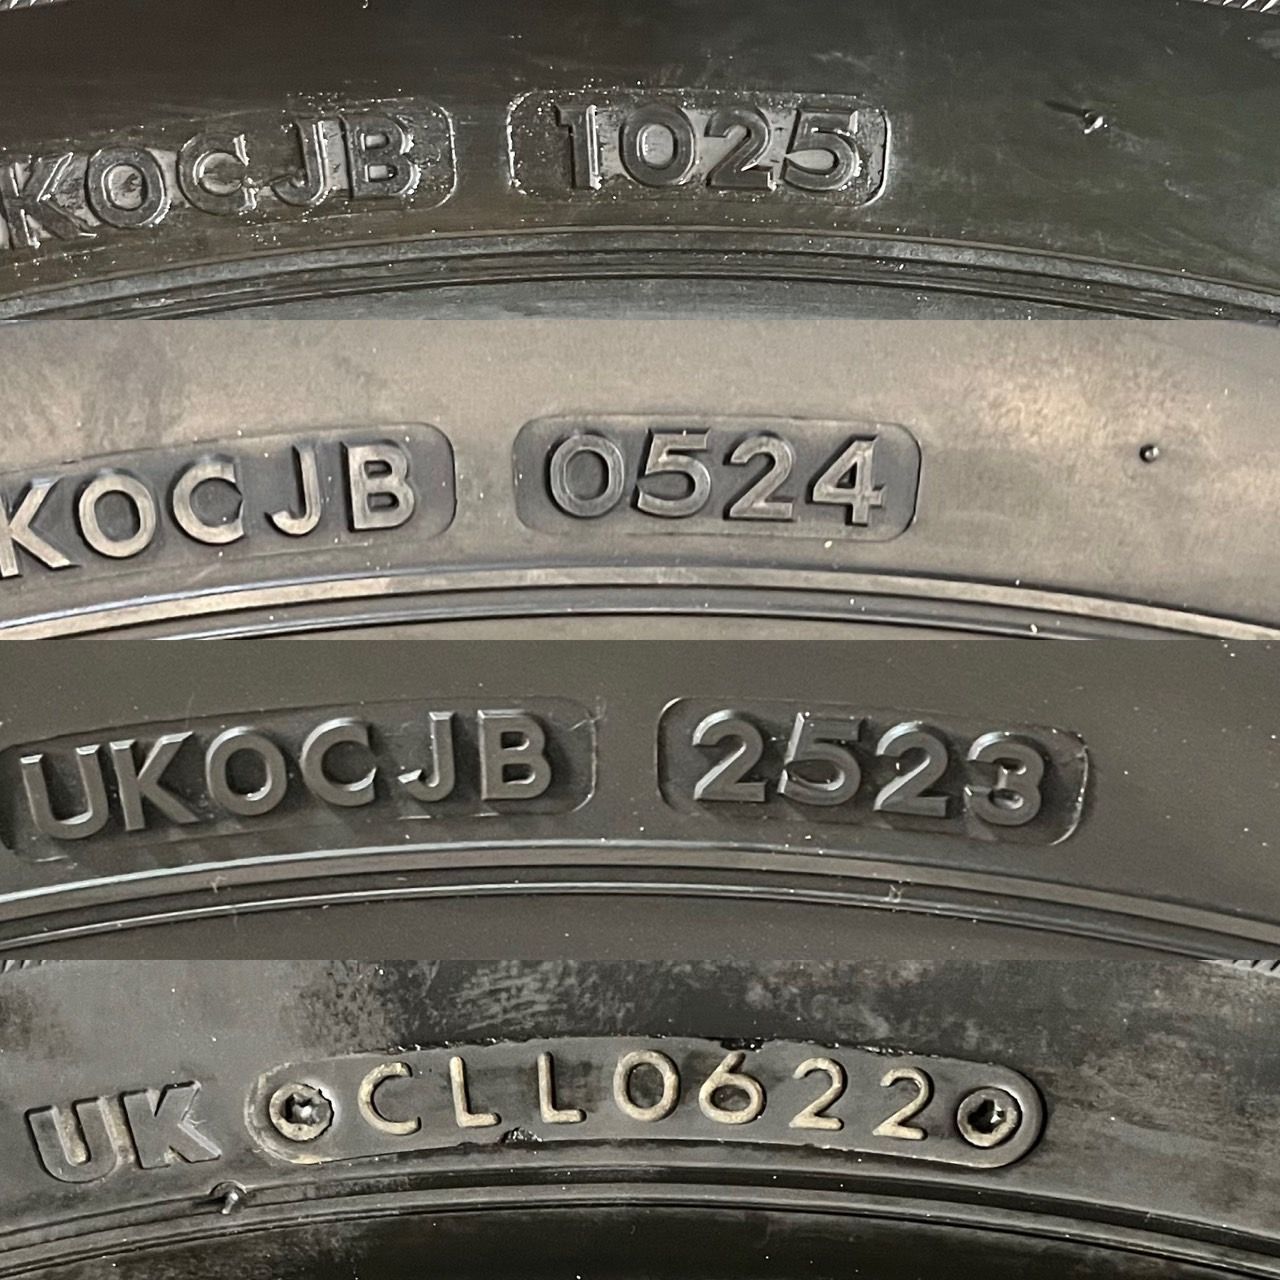 KOCJB 1025
KOCJB 0524
UKOCJB 2523
UK CLL0622